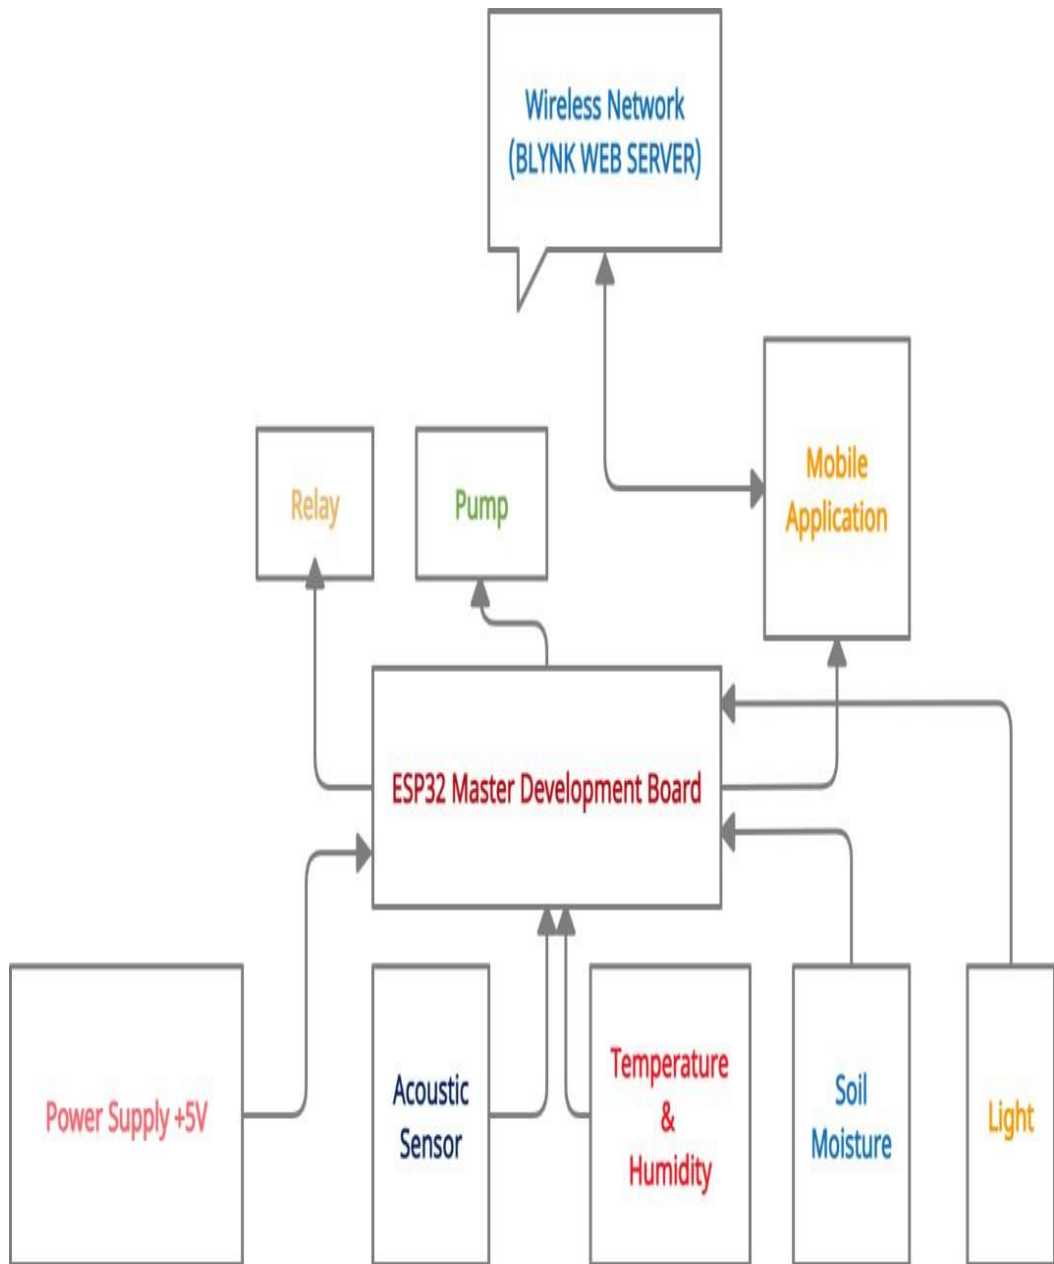 Wireless Network
(BLYNK WEB SERVER)
Mobile
Application
Relay
Pump
ESP32 Master Development Board
Power Supply +5V
Acoustic
Sensor
Temperature
&
Humidity
Soil
Moisture
Light